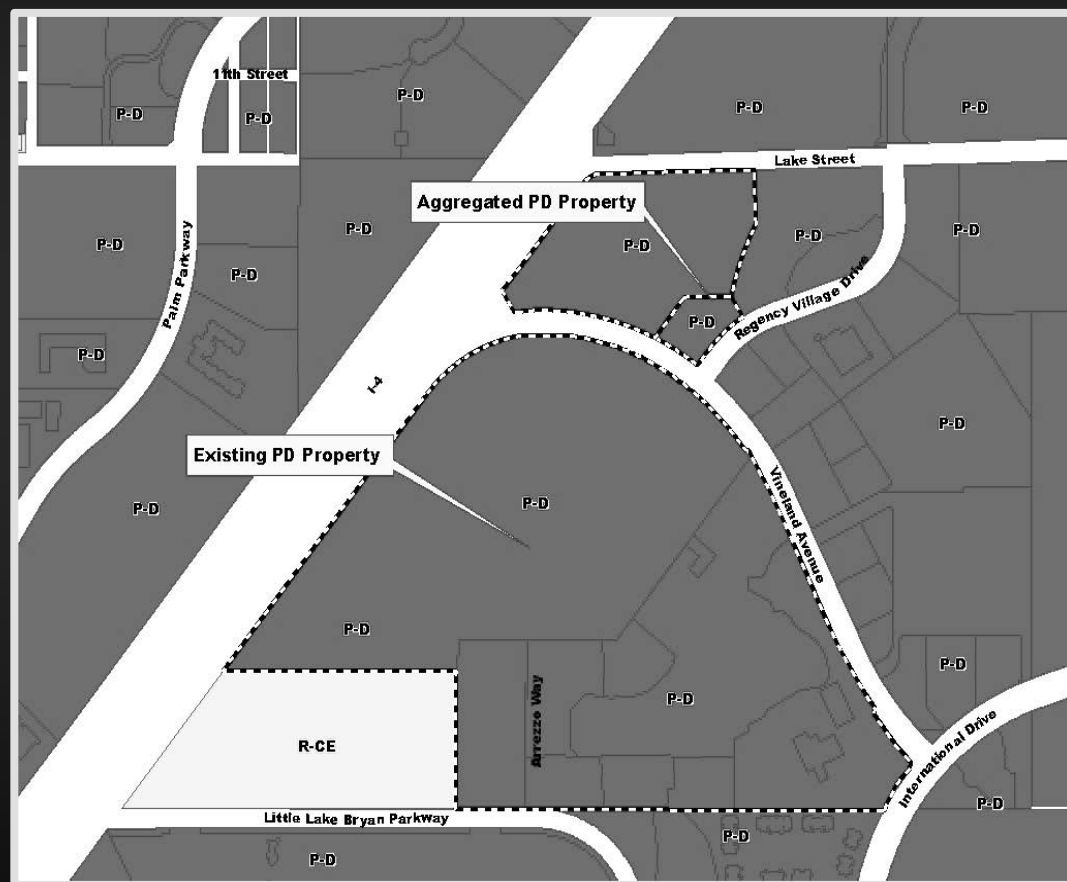 11th Street
P-D
P-D
P-D
P-D
P-D
Lake Street
Aggregated PD Property
P-D
P-D
P-D
P-D
P-D
P-D
Palm Parkway
P-D
Regency Village Drive
P-D
I-4
P-D
Existing PD Property
P-D
P-D
P-D
Vineland Avenue
P-D
P-D
P-D
Arrezzo Way
R-CE
International Drive
P-D
Little Lake Bryan Parkway
P-D
P-D